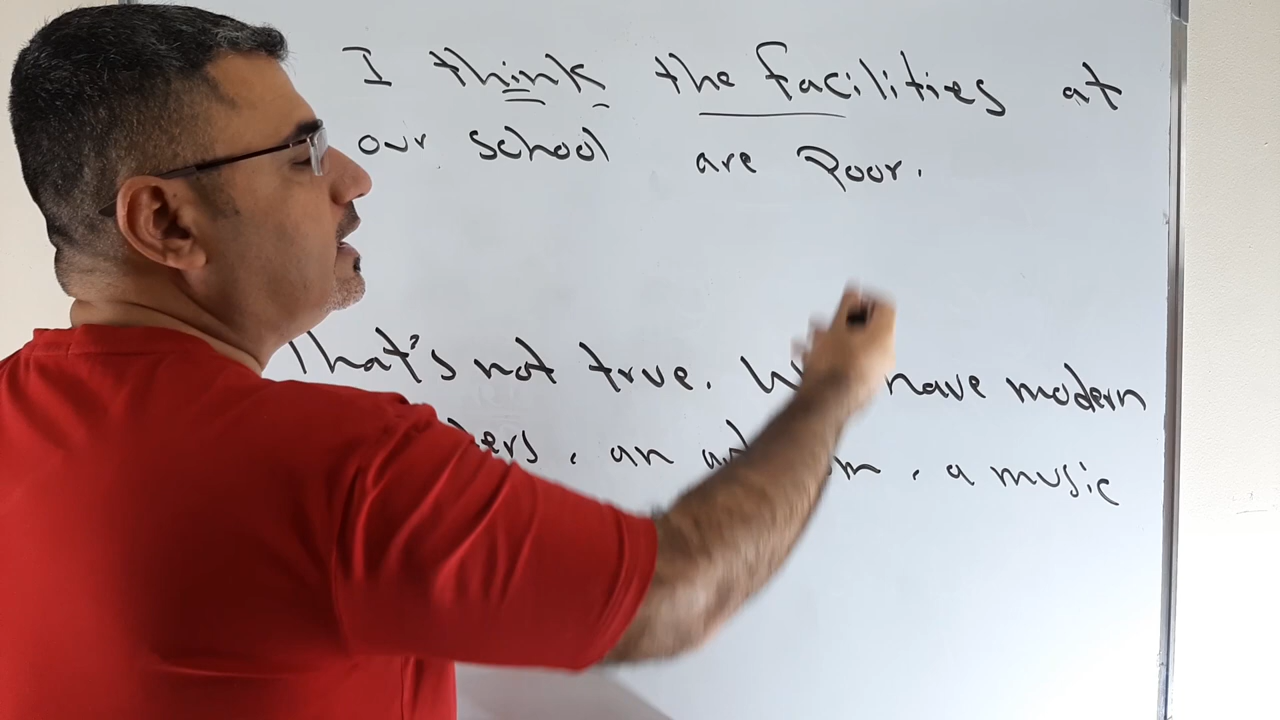 I think the facilities at
our school are Poor.
That's not true. have modern
, an , a music